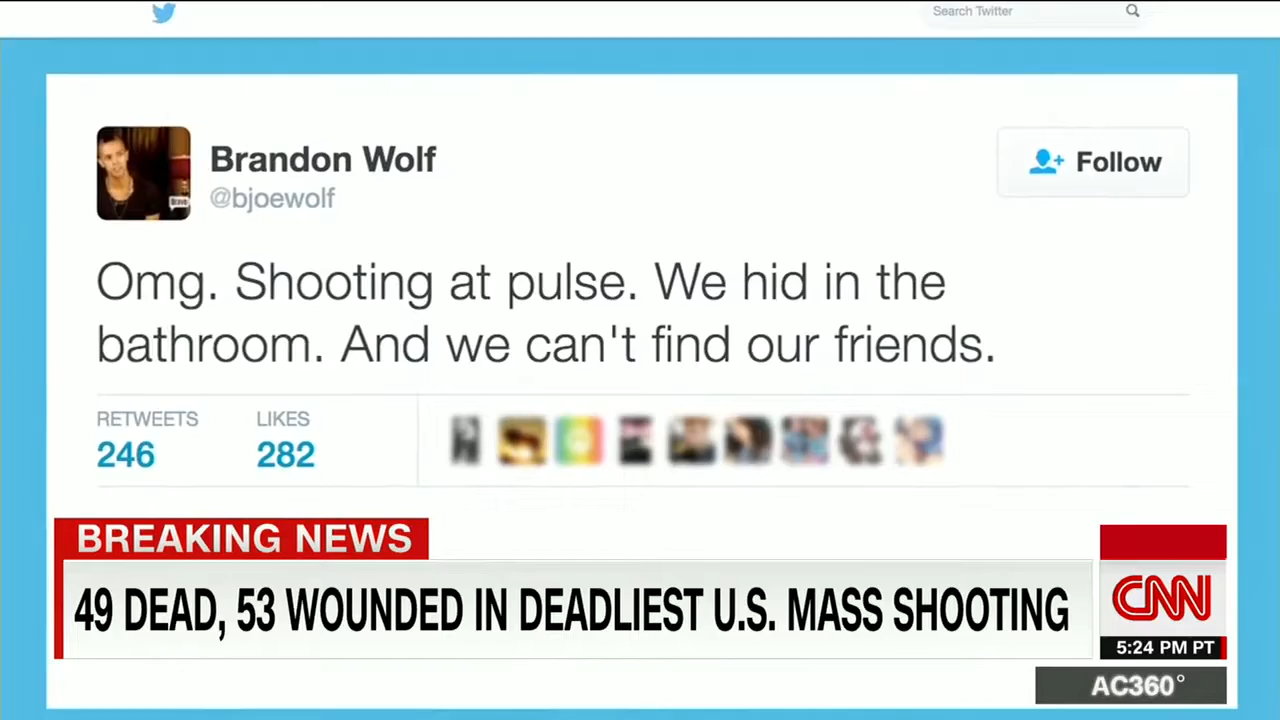 Search Twitter
Brandon Wolf
@bjoewolf
Follow
Omg. Shooting at pulse. We hid in the
bathroom. And we can't find our friends.
RETWEETS
246
LIKES
282
BREAKING NEWS
49 DEAD, 53 WOUNDED IN DEADLIEST U.S. MASS SHOOTING
CNN
5:24 PM PT
AC360°